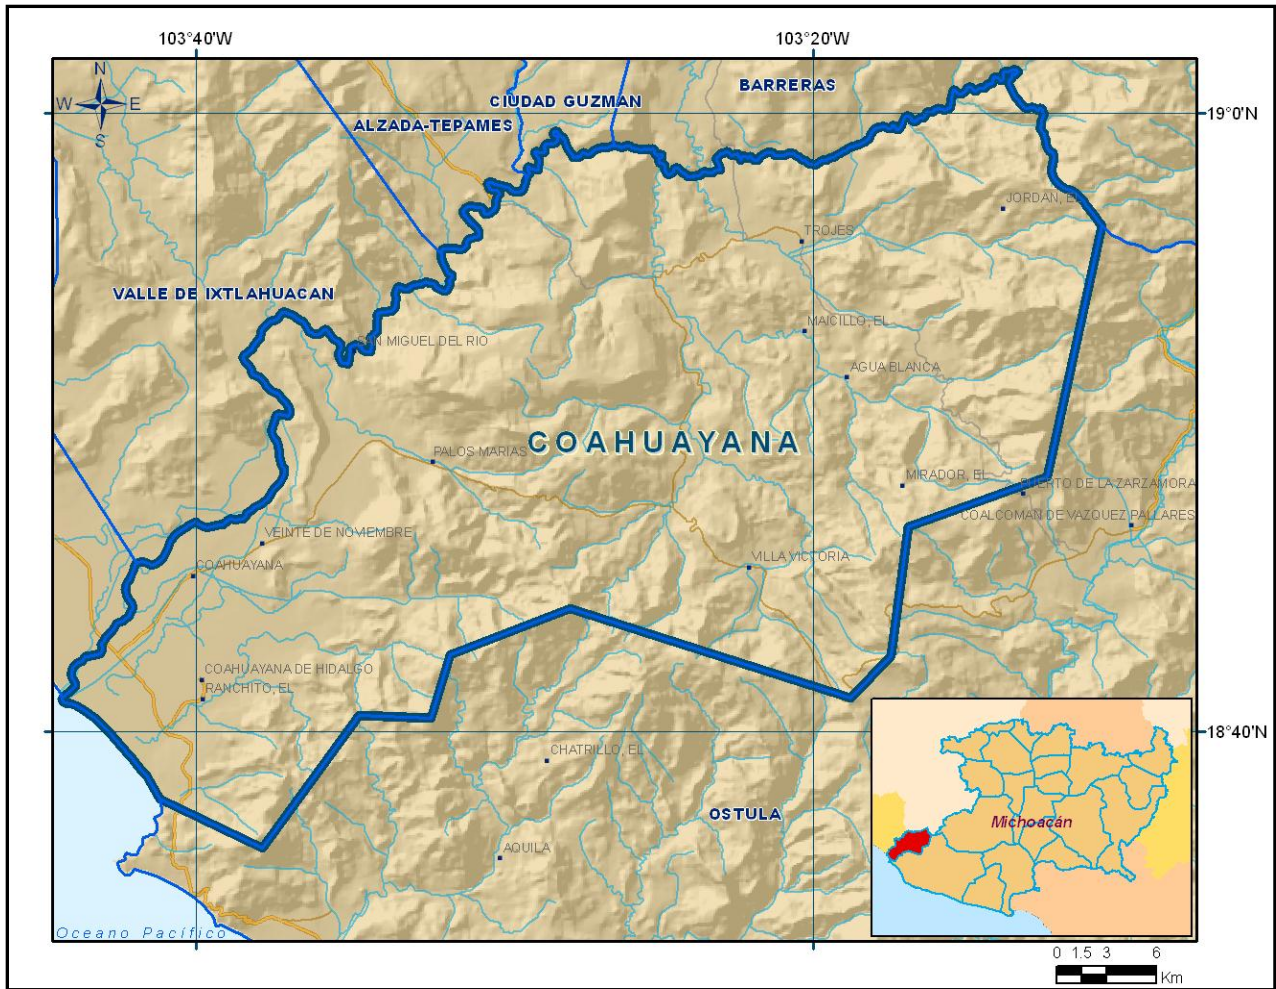 103°40'W
103°20'W
N
W
E
S
BARRERAS
CIUDAD GUZMAN
19°0'N
ALZADA-TEPAMES
JORDAN, E
TROJES
VALLE DE IXTLAHUACAN
MAICILLO, EL
SAN MIGUEL DEL RIO
AGUA BLANCA
COAHUAYANA
PALOS MARIAS
MIRADOR, EL
PUERTO DE LA ZARZAMORA
COALCOMAN DE VAZQUEZ PALLARES
VEINTE DE NOVIEMBRE
VILLA VICTORIA
COAHUAYANA
COAHUAYANA DE HIDALGO
RANCHITO, EL
18°40'N
CHATRILLO, EL
OSTULA
Michoacán
AQUILA
Oceano Pacífico
0 1.5 3 6
Km